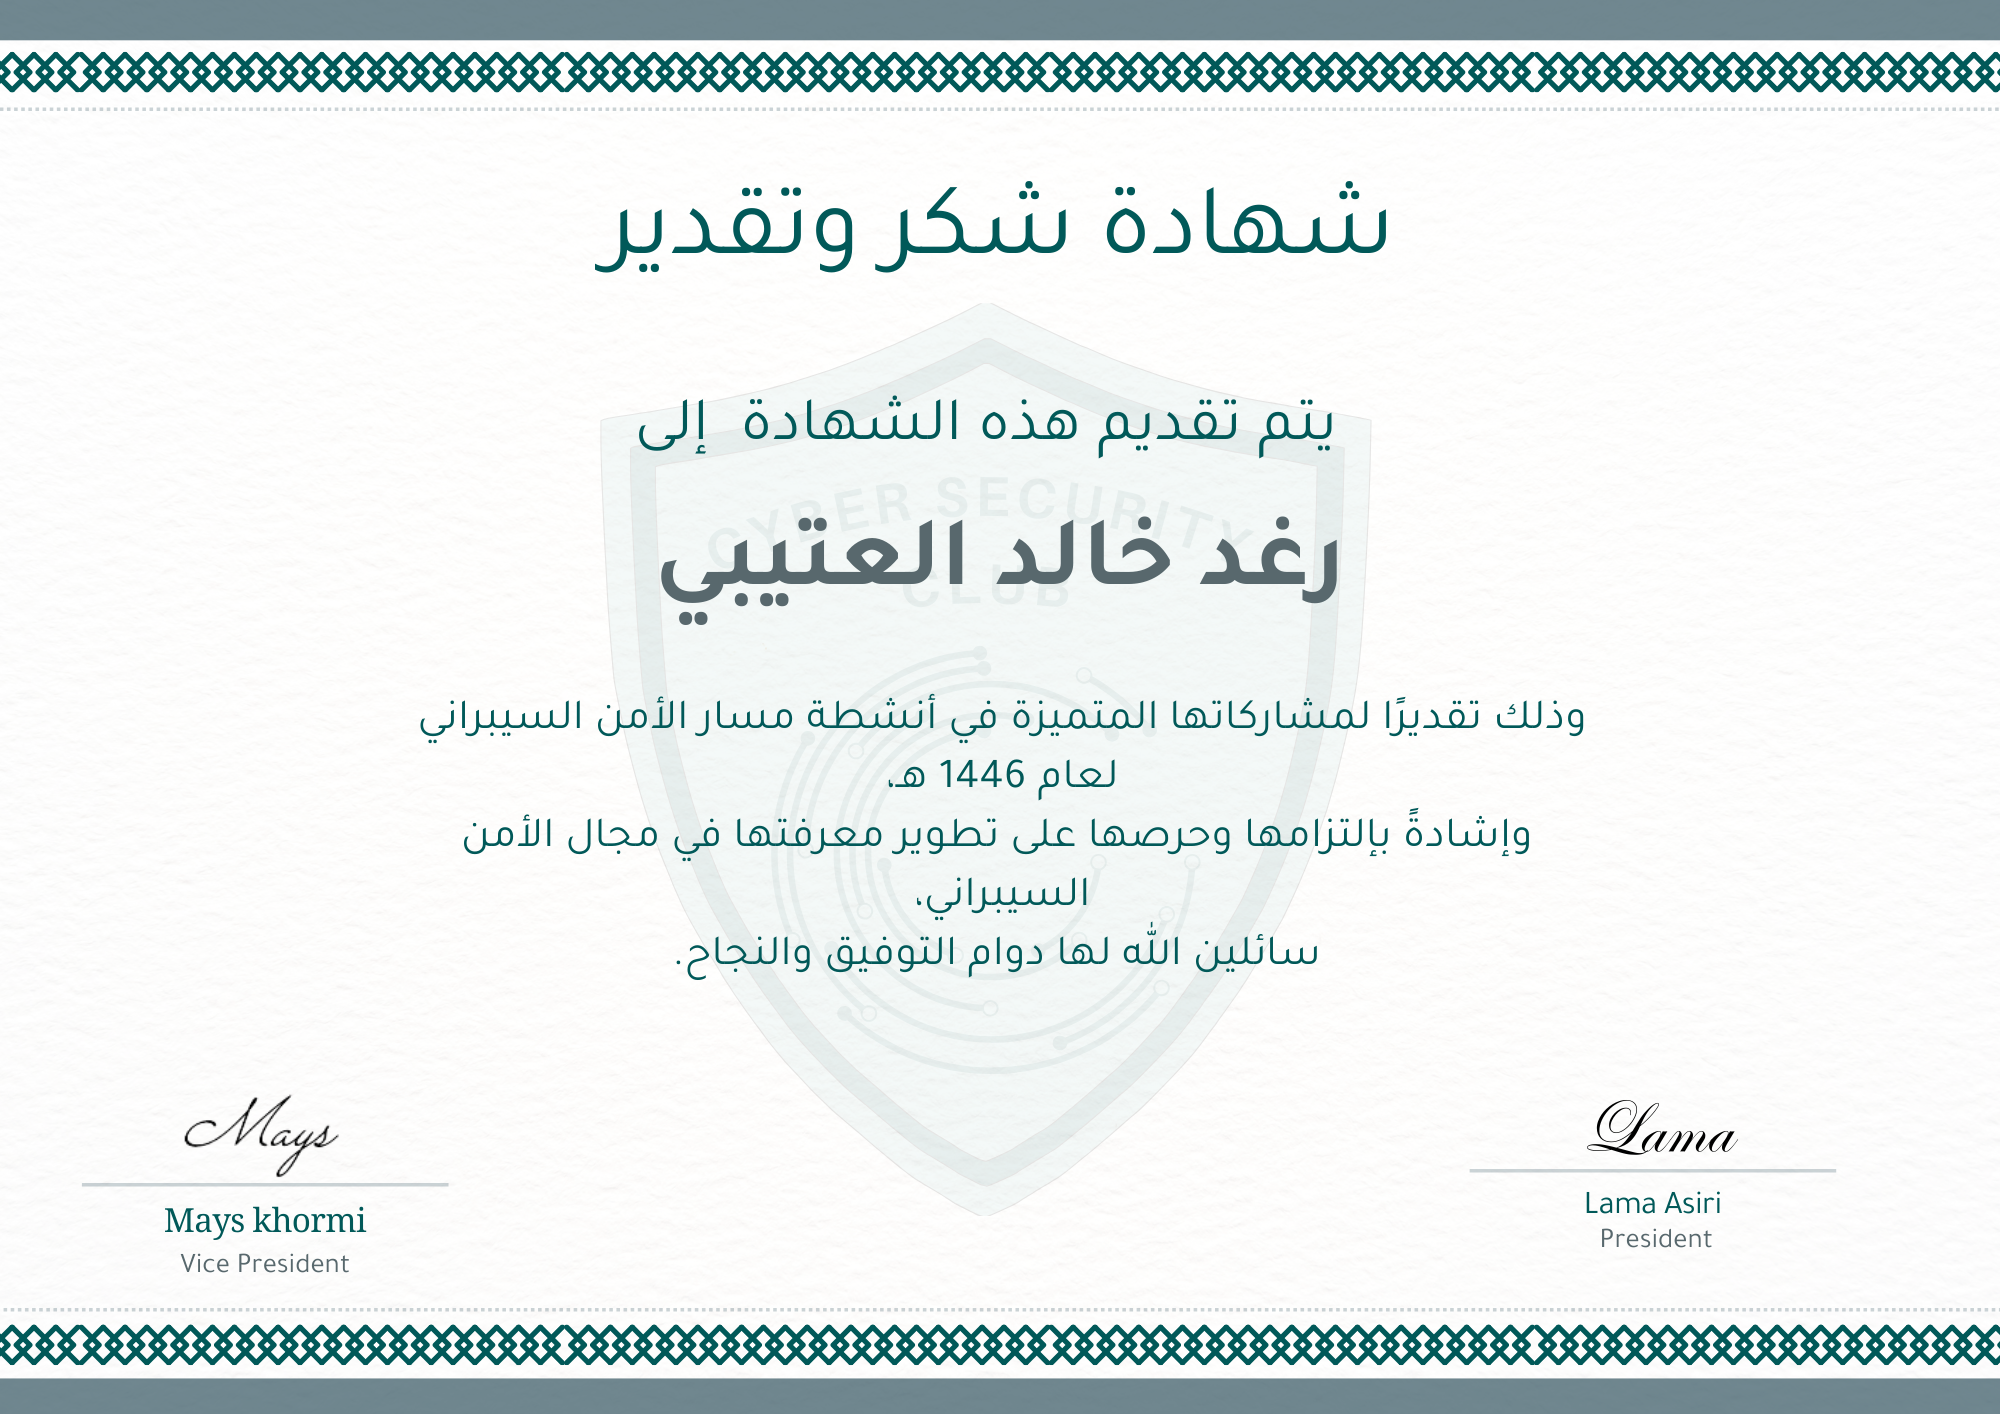 شهادة شكر وتقدير
يتم تقديم هذه الشهادة إلى
CYBER SECURITY
CLUB
رغد خالد العتيبي
وذلك تقديرًا لمشاركاتها المتميزة في أنشطة مسار الأمن السيبراني
لعام 1446 هـ،
وإشادةً بإلتزامها وحرصها على تطوير معرفتها في مجال الأمن
السيبراني،
سائلين الله لها دوام التوفيق والنجاح.
Lama
Lama Asiri
President
Mays
Mays khormi
Vice President